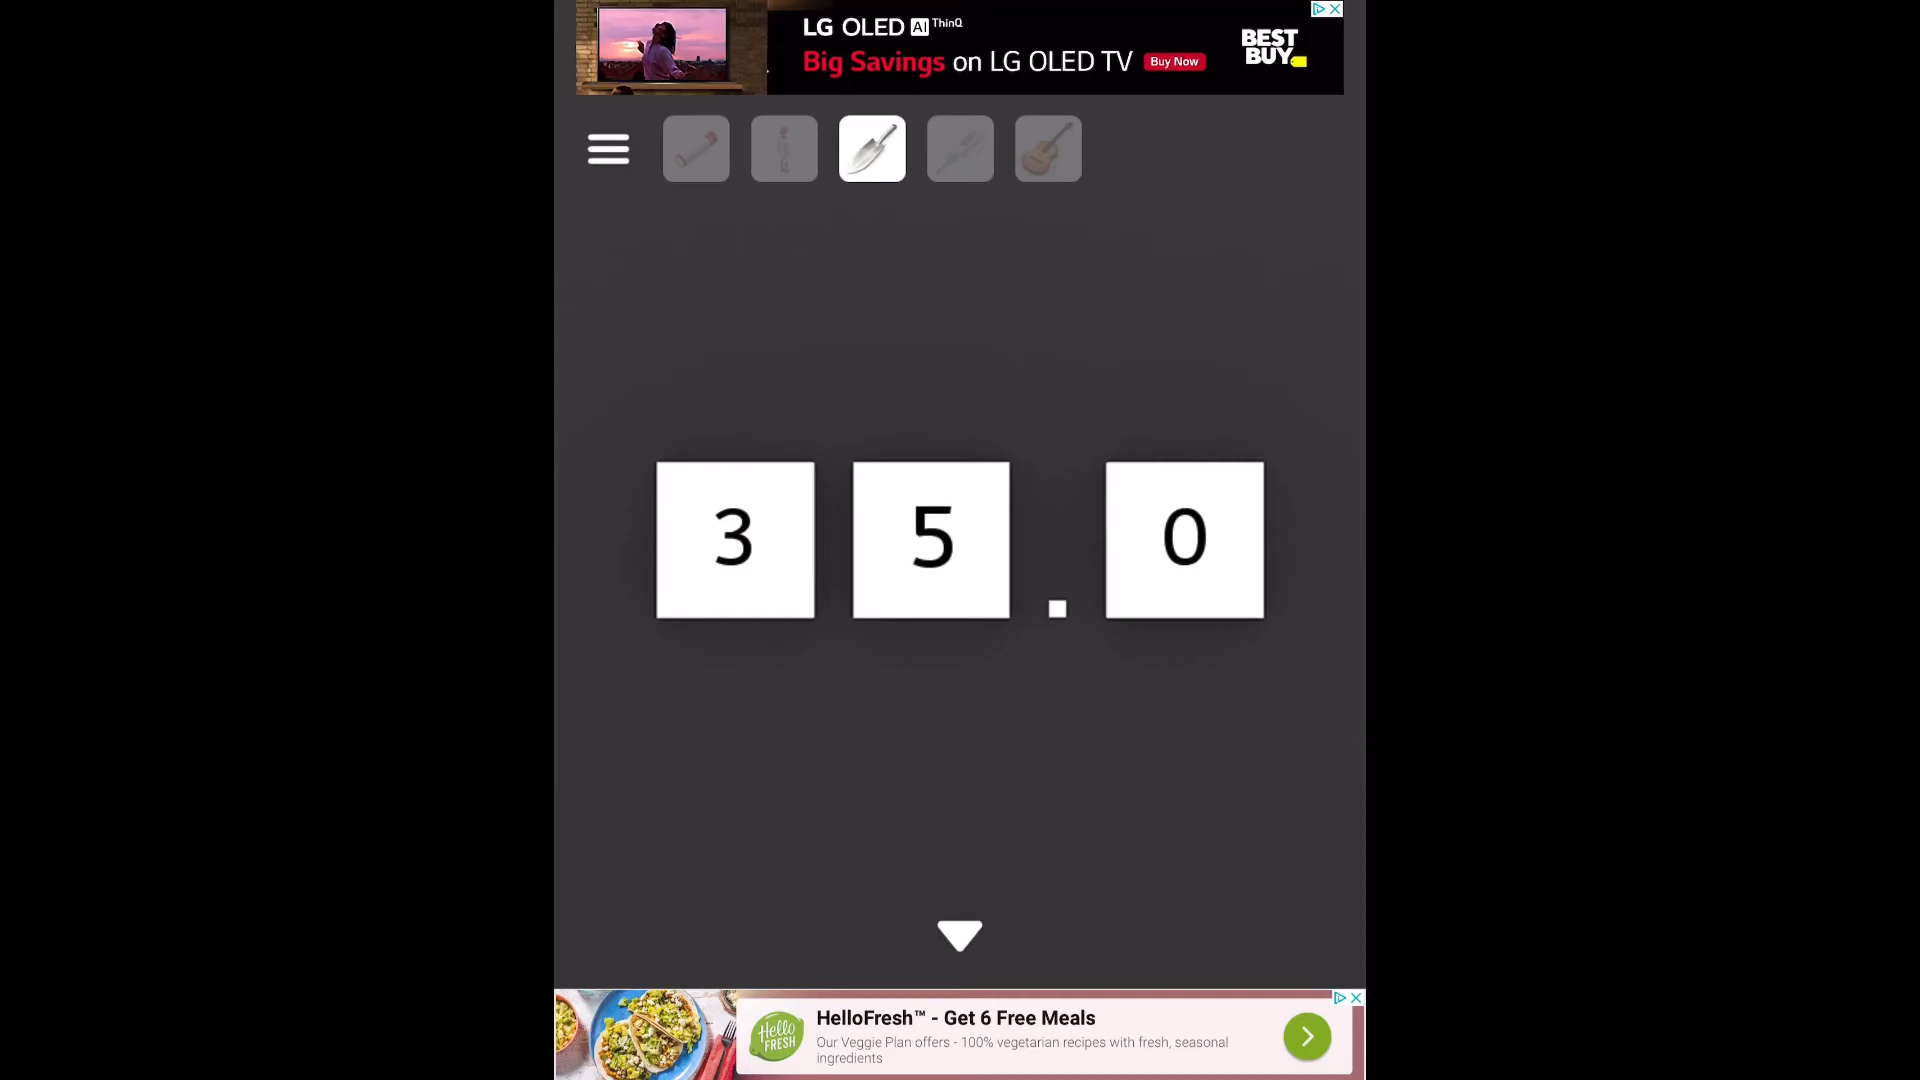 LG OLED AI ThinQ
Big Savings on LG OLED TV Buy Now
BEST
BUY
3 5 . 0
Hello
FRESH
HelloFresh™ - Get 6 Free Meals
Our Veggie Plan offers - 100% vegetarian recipes with fresh, seasonal
ingredients